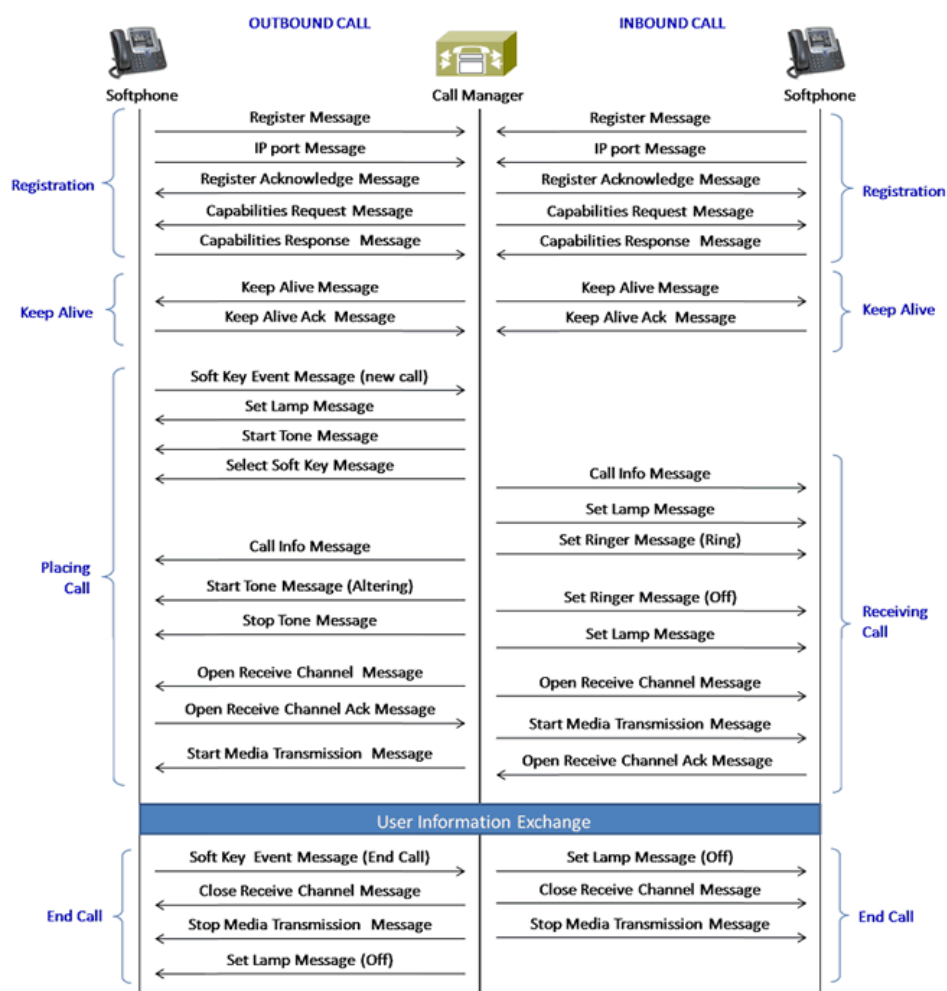 OUTBOUND CALL
INBOUND CALL
Softphone
Call Manager
Softphone
Register Message
Register Message
IP port Message
IP port Message
Registration
Register Acknowledge Message
Register Acknowledge Message
Registration
Capabilities Request Message
Capabilities Request Message
Capabilities Response Message
Capabilities Response Message
Keep Alive Message
Keep Alive Message
Keep Alive
Keep Alive
Keep Alive Ack Message
Keep Alive Ack Message
Soft Key Event Message (new call)
Set Lamp Message
Start Tone Message
Select Soft Key Message
Call Info Message
Set Lamp Message
Call Info Message
Set Ringer Message (Ring)
Placing
Call
Start Tone Message (Altering)
Set Ringer Message (Off)
Receiving
Call
Stop Tone Message
Set Lamp Message
Open Receive Channel Message
Open Receive Channel Message
Open Receive Channel Ack Message
Start Media Transmission Message
Start Media Transmission Message
Open Receive Channel Ack Message
User Information Exchange
Soft Key Event Message (End Call)
Set Lamp Message (Off)
Close Receive Channel Message
Close Receive Channel Message
End Call
Stop Media Transmission Message
Stop Media Transmission Message
End Call
Set Lamp Message (Off)